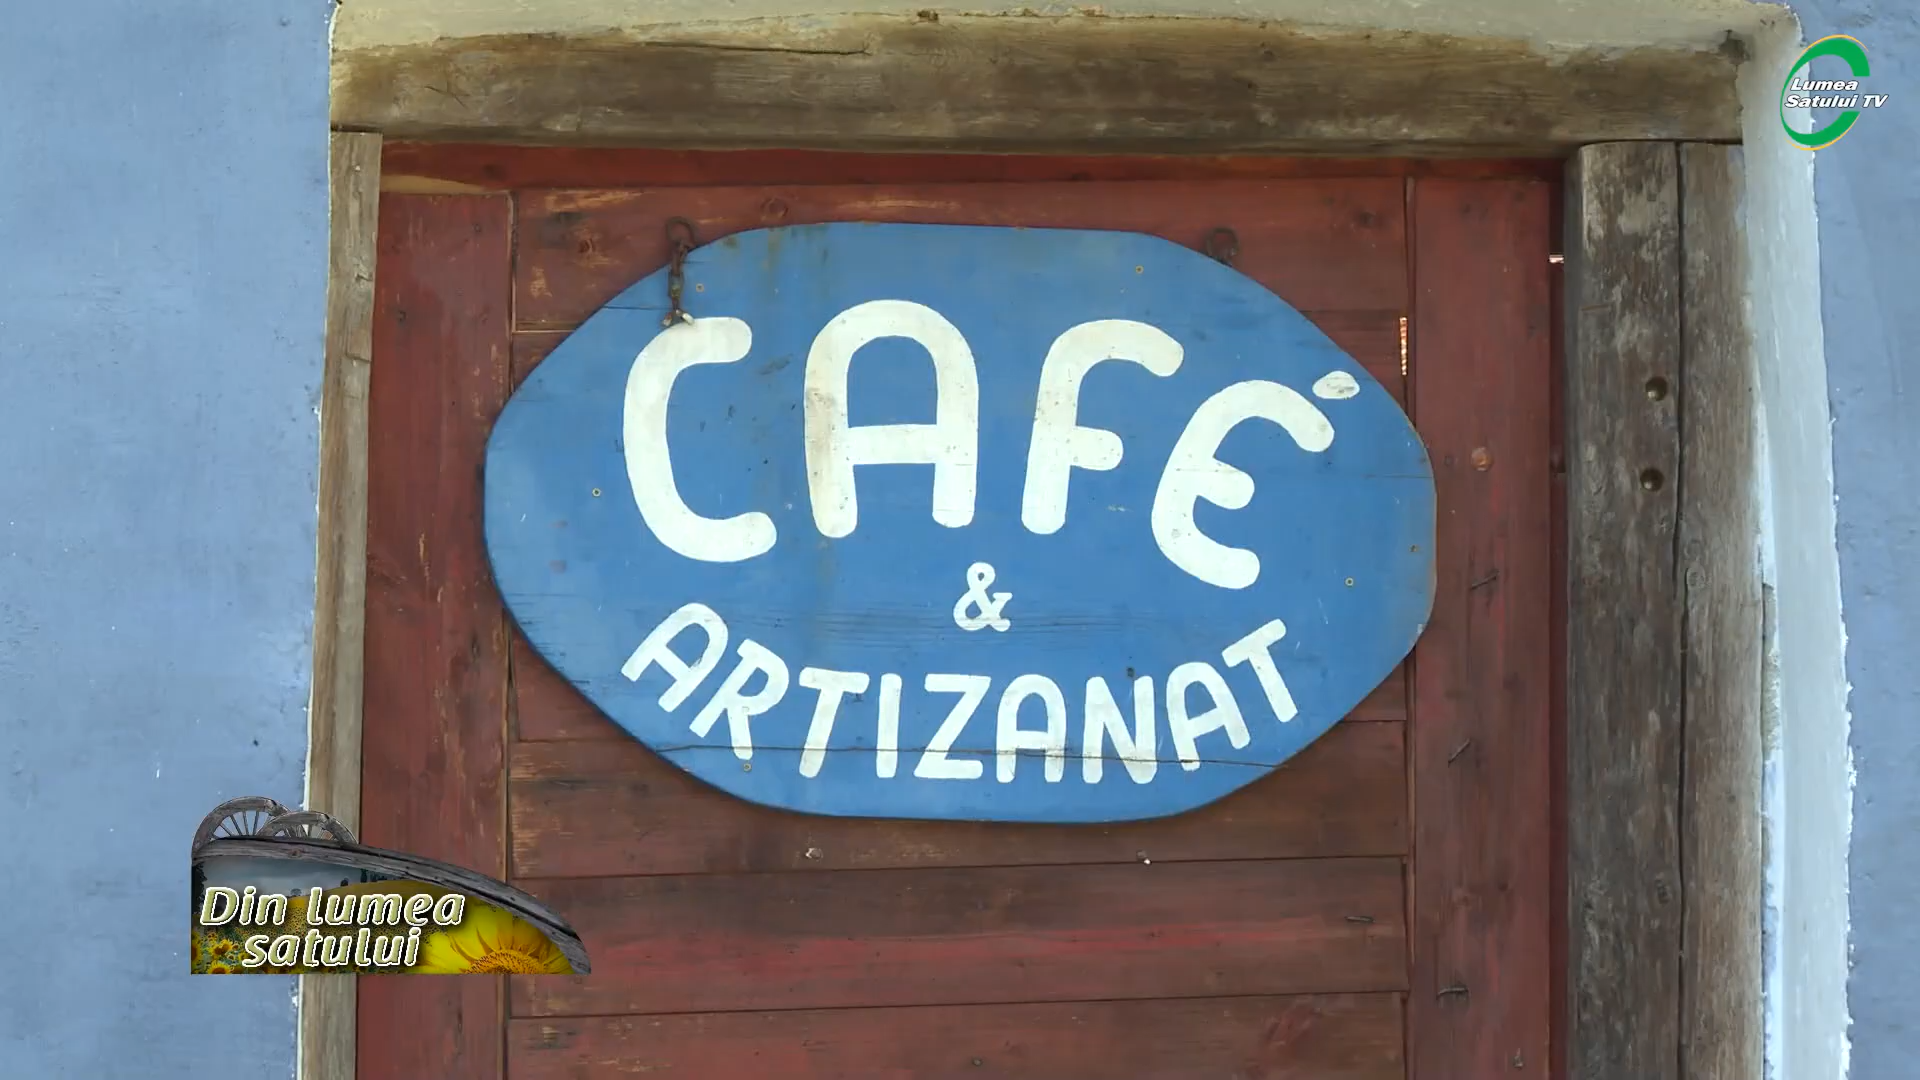 Lumea
Satului TV
CAFÉ
&
ARTIZANAT
Din lumea
satului